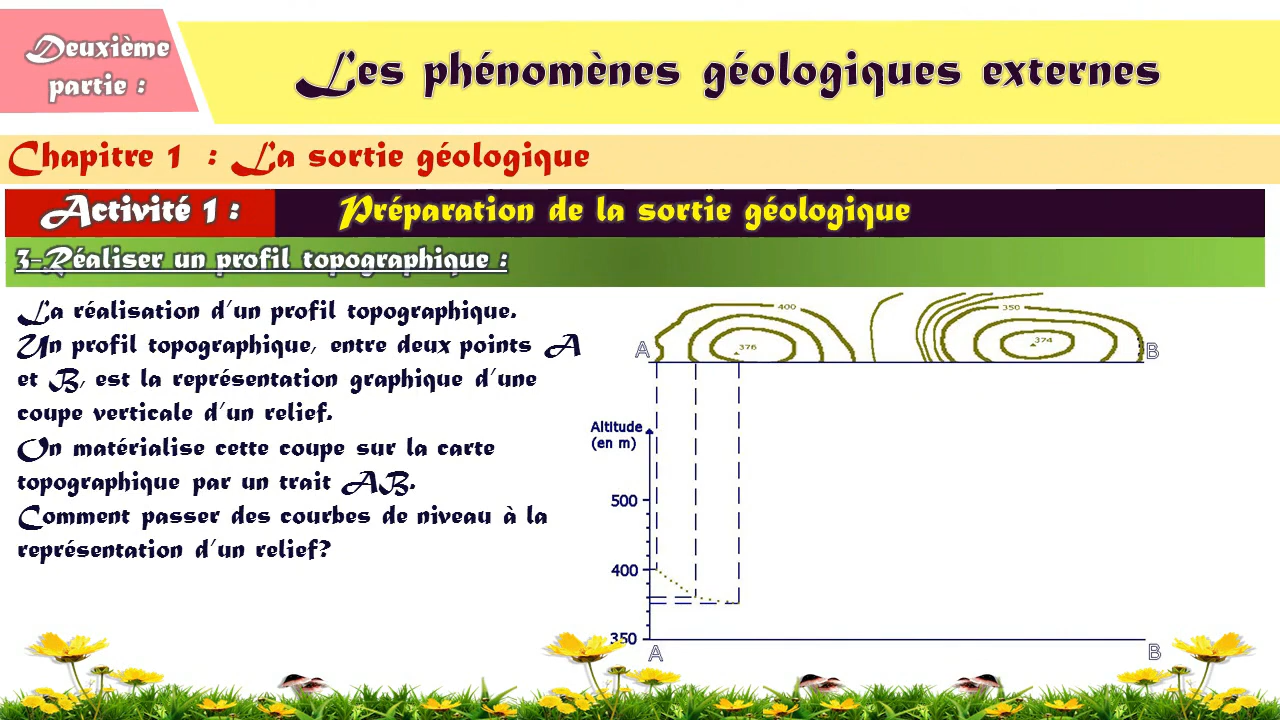 Deuxième
partie :
Les phénomènes géologiques externes
Chapitre 1 : La sortie géologique
Activité 1 :
Préparation de la sortie géologique
3-Réaliser un profil topographique :
La réalisation d'un profil topographique.
Un profil topographique, entre deux points A
et B, est la représentation graphique d'une
coupe verticale d'un relief.
On matérialise cette coupe sur la carte
topographique par un trait AB.
Comment passer des courbes de niveau à la
représentation d'un relief?
400
350
376
374
A
B
Altitude
(en m)
500
400
350
A
B